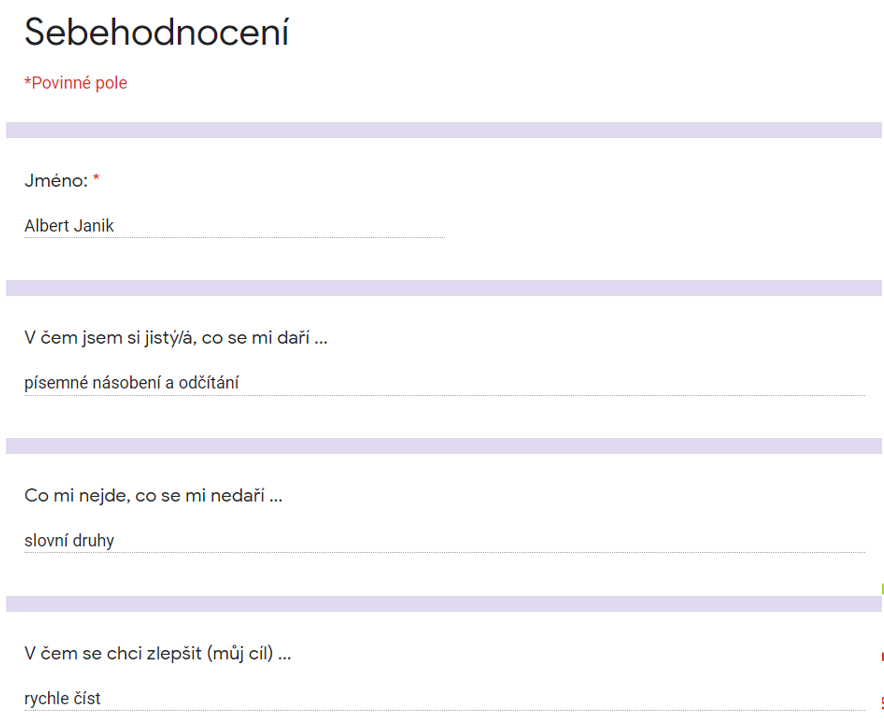 Sebehodnocení
*Povinné pole
Jméno: *
Albert Janik
V čem jsem si jistý/á, co se mi daří ...
písemné násobení a odčítání
Co mi nejde, co se mi nedaří ...
slovní druhy
V čem se chci zlepšit (můj cíl) ...
rychle číst